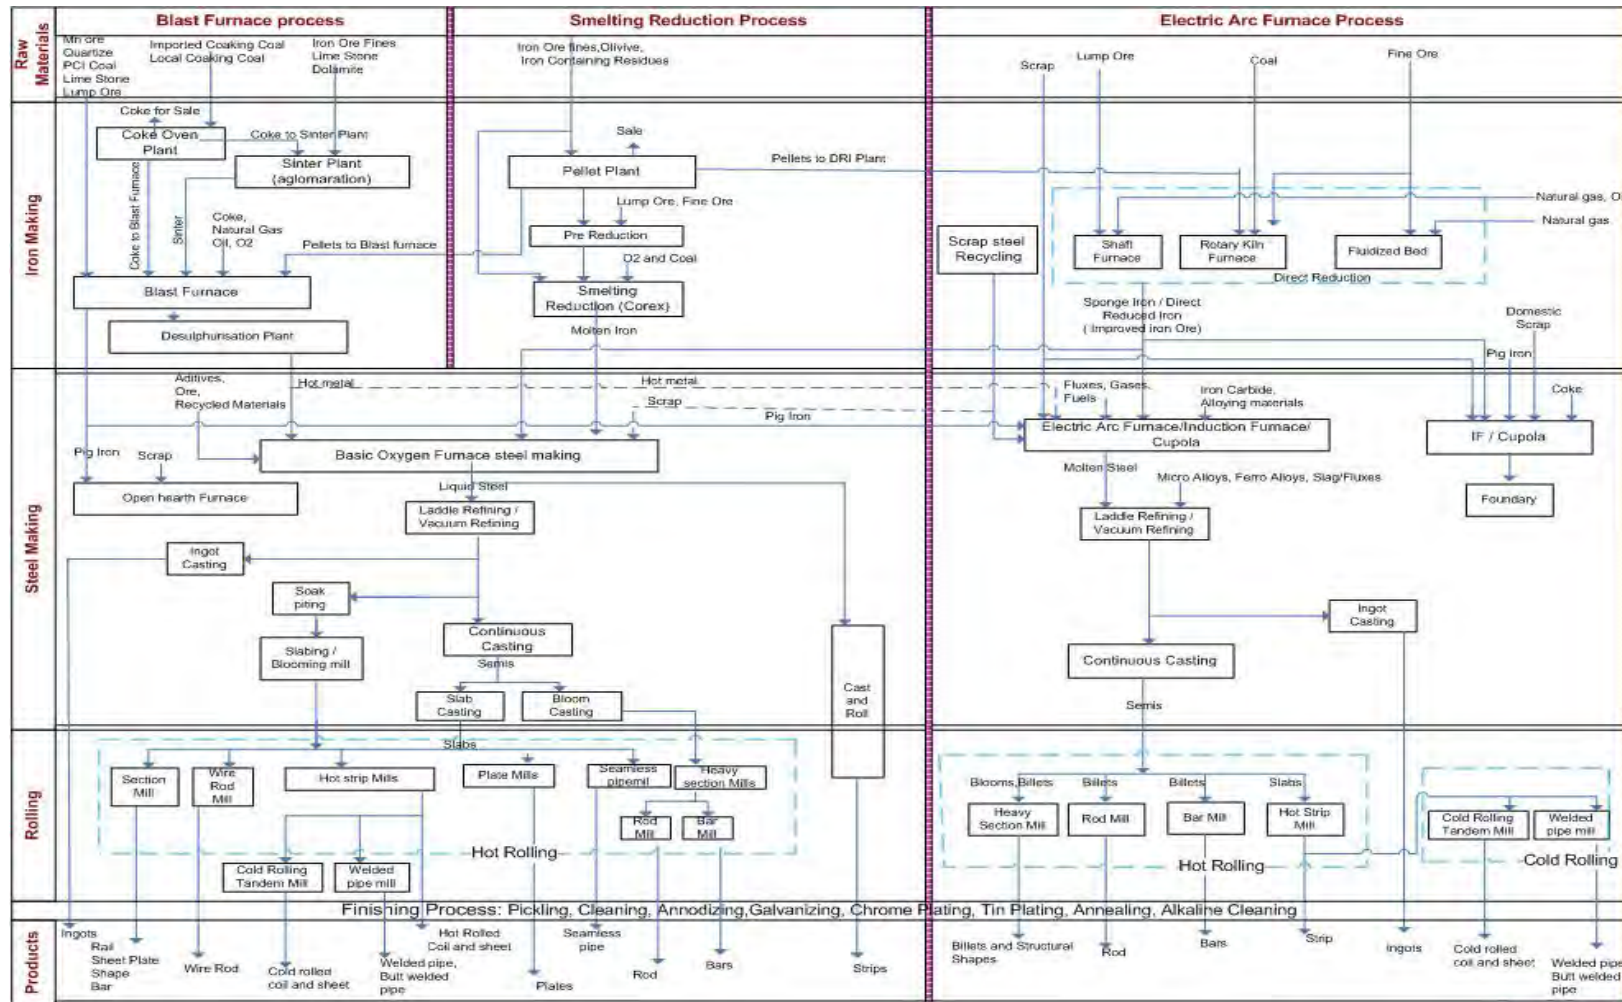 Blast Furnace process
Smelting Reduction Process
Electric Arc Furnace Process
Raw
Materials
Mn ore
Quartize
PCI Coal
Lime Stone
Lump Ore
Imported Coaking Coal
Local Coaking Coal
Iron Ore Fines
Lime Stone
Dolamite
Iron Ore fines,Olivive,
Iron Containing Residues
Scrap
Lump Ore
Coal
Fine Ore
Iron Making
Coke for Sale
Coke Oven
Plant
Coke to Sinter Plant
Sinter Plant
(aglomaration)
Coke to Blast Furnace
Sinter
Coke,
Natural Gas
Oil, O2
Pellets to Blast furnace
Blast Furnace
Desulphurisation Plant
Sale
Pellet Plant
Pellets to DRI Plant
Lump Ore, Fine Ore
Pre Reduction
O2 and Coal
Smelting
Reduction (Corex)
Molten Iron
Scrap steel
Recycling
Natural gas, O
Natural gas
Shaft
Furnace
Rotary Kiln
Furnace
Fluidized Bed
Direct Reduction
Sponge Iron / Direct
Reduced Iron
( Improved iron Ore)
Domestic
Scrap
Pig Iron
Steel Making
Aditives,
Ore,
Recycled Materials
Hot metal
Hot metal
Scrap
Pig Iron
Fluxes, Gases,
Fuels
Iron Carbide,
Alloying materials
Coke
Basic Oxygen Furnace steel making
Electric Arc Furnace/Induction Furnace/
Cupola
IF / Cupola
Pig Iron
Scrap
Open hearth Furnace
Liquid Steel
Laddle Refining /
Vacuum Refining
Molten Steel
Micro Alloys, Ferro Alloys, Slag/Fluxes
Laddle Refining /
Vacuum Refining
Foundary
Ingot
Casting
Soak
piting
Slabing /
Blooming mill
Continuous
Casting
Semis
Slab
Casting
Bloom
Casting
Cast
and
Roll
Ingot
Casting
Continuous Casting
Semis
Rolling
Slabs
Section
Mill
Wire
Rod
Mill
Hot strip Mills
Plate Mills
Seamless
pipemil
Heavy
section Mills
Rod
Mill
Bar
Mill
Hot Rolling
Cold Rolling
Tandem Mill
Welded
pipe mill
Blooms,Billets
Billets
Billets
Slabs
Heavy
Section Mill
Rod Mill
Bar Mill
Hot Strip
Mill
Hot Rolling
Cold Rolling
Tandem Mill
Welded
pipe mill
Cold Rolling
Finishing Process: Pickling, Cleaning, Annodizing,Galvanizing, Chrome Plating, Tin Plating, Annealing, Alkaline Cleaning
Products
Ingots
Rail
Sheet Plate
Shape
Bar
Wire Rod
Cold rolled
coil and sheet
Welded pipe,
Butt welded
pipe
Hot Rolled
Coil and sheet
Plates
Seamless
pipe
Rod
Bars
Strips
Billets and Structural
Shapes
Rod
Bars
Strip
Ingots
Cold rolled
coil and sheet
Welded pipe
Butt welded
pipe